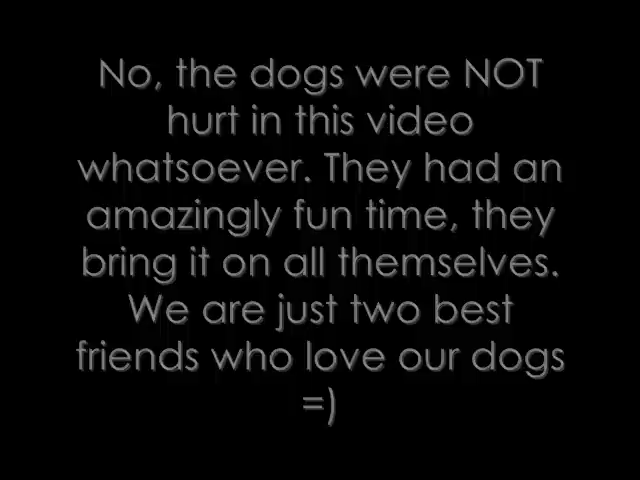 No, the dogs were NOT
hurt in this video
whatsoever. They had an
amazingly fun time, they
bring it on all themselves.
We are just two best
friends who love our dogs
=)